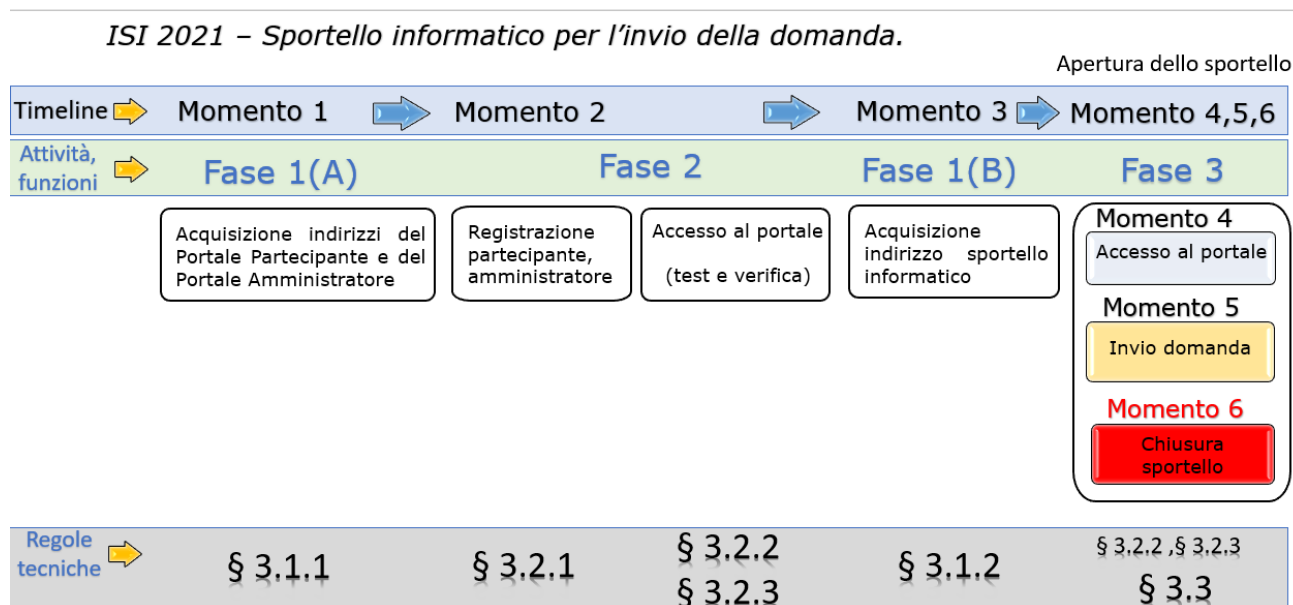 ISI 2021 – Sportello informatico per l'invio della domanda.
Apertura dello sportello
Timeline Momento 1 Momento 2 Momento 3 Momento 4,5,6
Attività,
funzioni
Fase 1(A) Fase 2 Fase 1(B) Fase 3
Acquisizione indirizzi del
Portale Partecipante e del
Portale Amministratore
Registrazione
partecipante,
amministratore
Accesso al portale
(test e verifica)
Acquisizione
indirizzo sportello
informatico
Momento 4
Accesso al portale
Momento 5
Invio domanda
Momento 6
Chiusura
sportello
Regole
tecniche
§ 3.1.1
§ 3.2.1
§ 3.2.2
§ 3.2.3
§ 3.1.2
§ 3.2.2 ,§ 3.2.3
§ 3.3